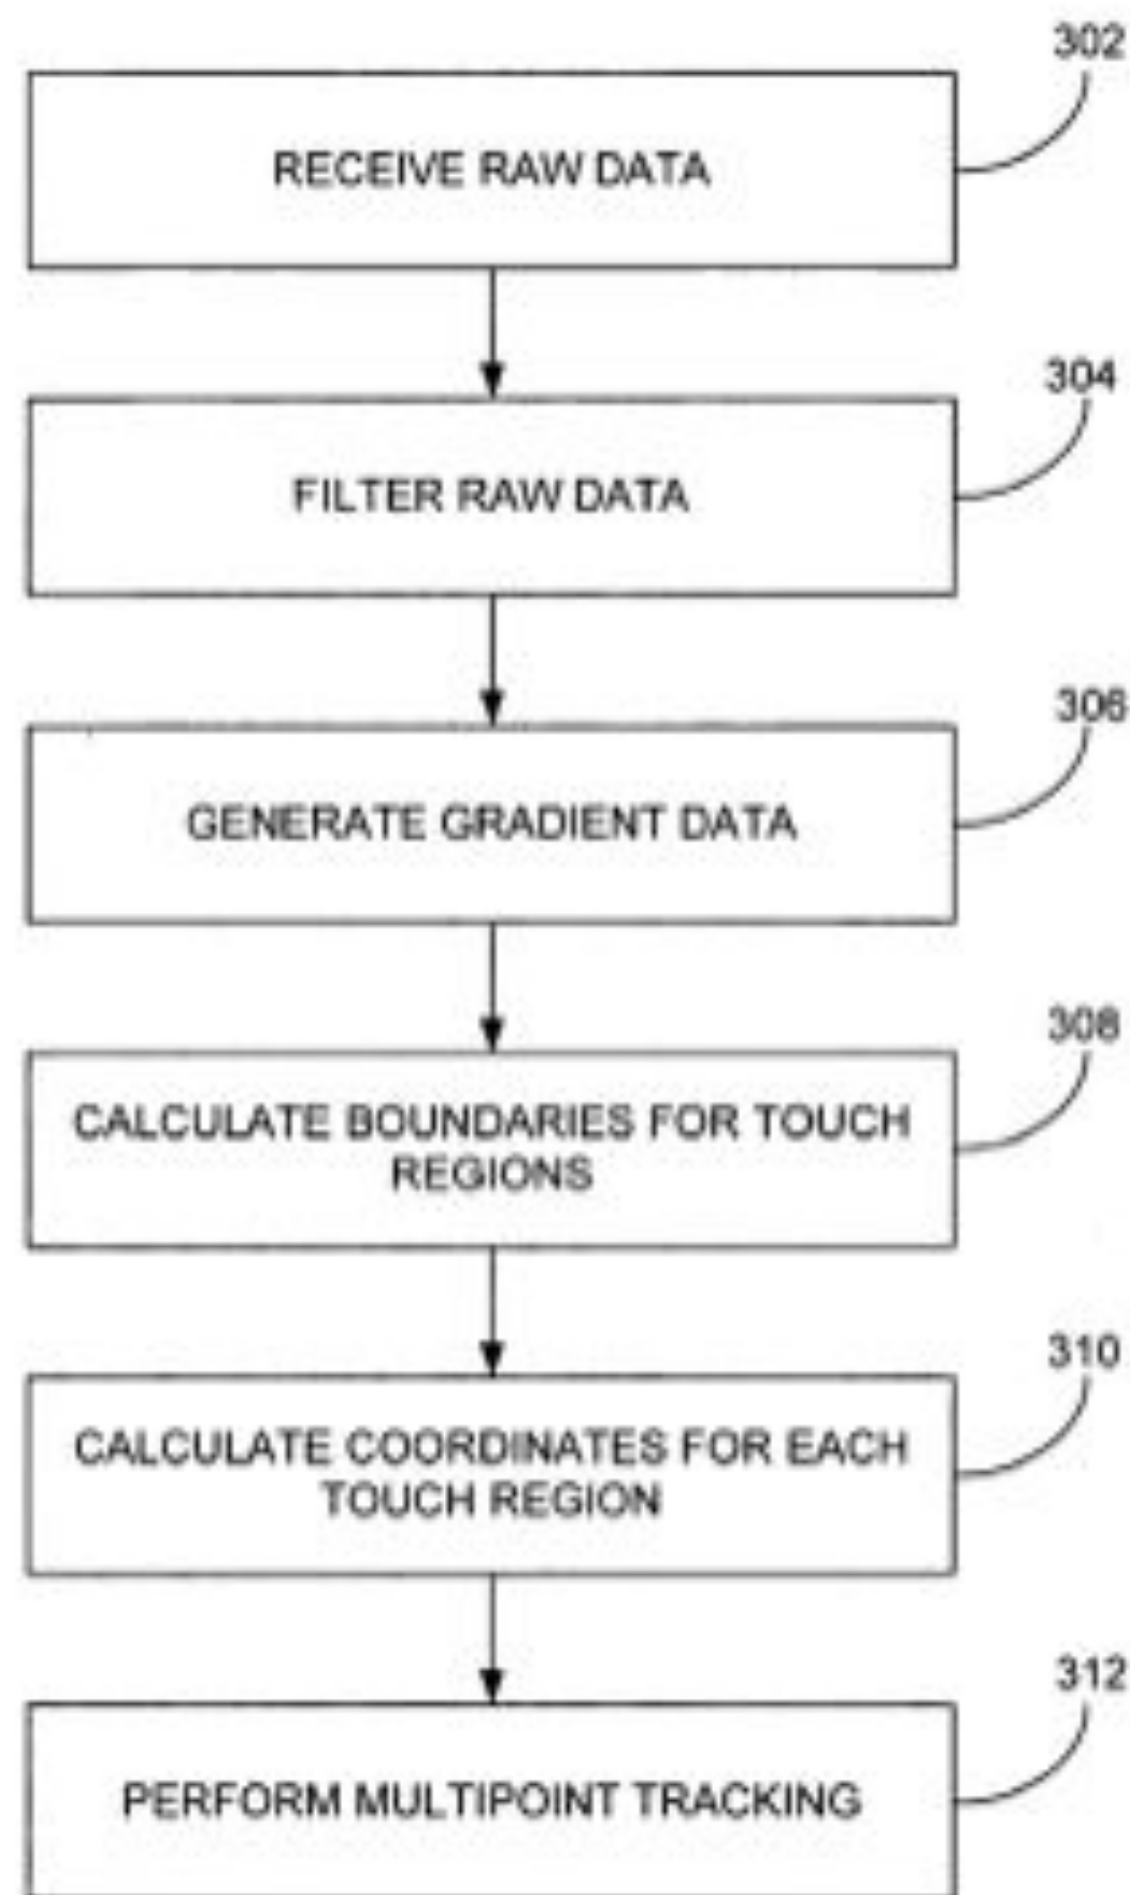 302
RECEIVE RAW DATA
304
FILTER RAW DATA
306
GENERATE GRADIENT DATA
308
CALCULATE BOUNDARIES FOR TOUCH
REGIONS
310
CALCULATE COORDINATES FOR EACH
TOUCH REGION
312
PERFORM MULTIPOINT TRACKING